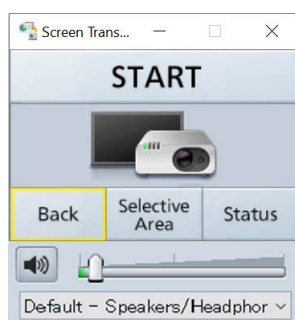 Screen Trans...
START
Back
Selective
Area
Status
Default - Speakers/Headphor